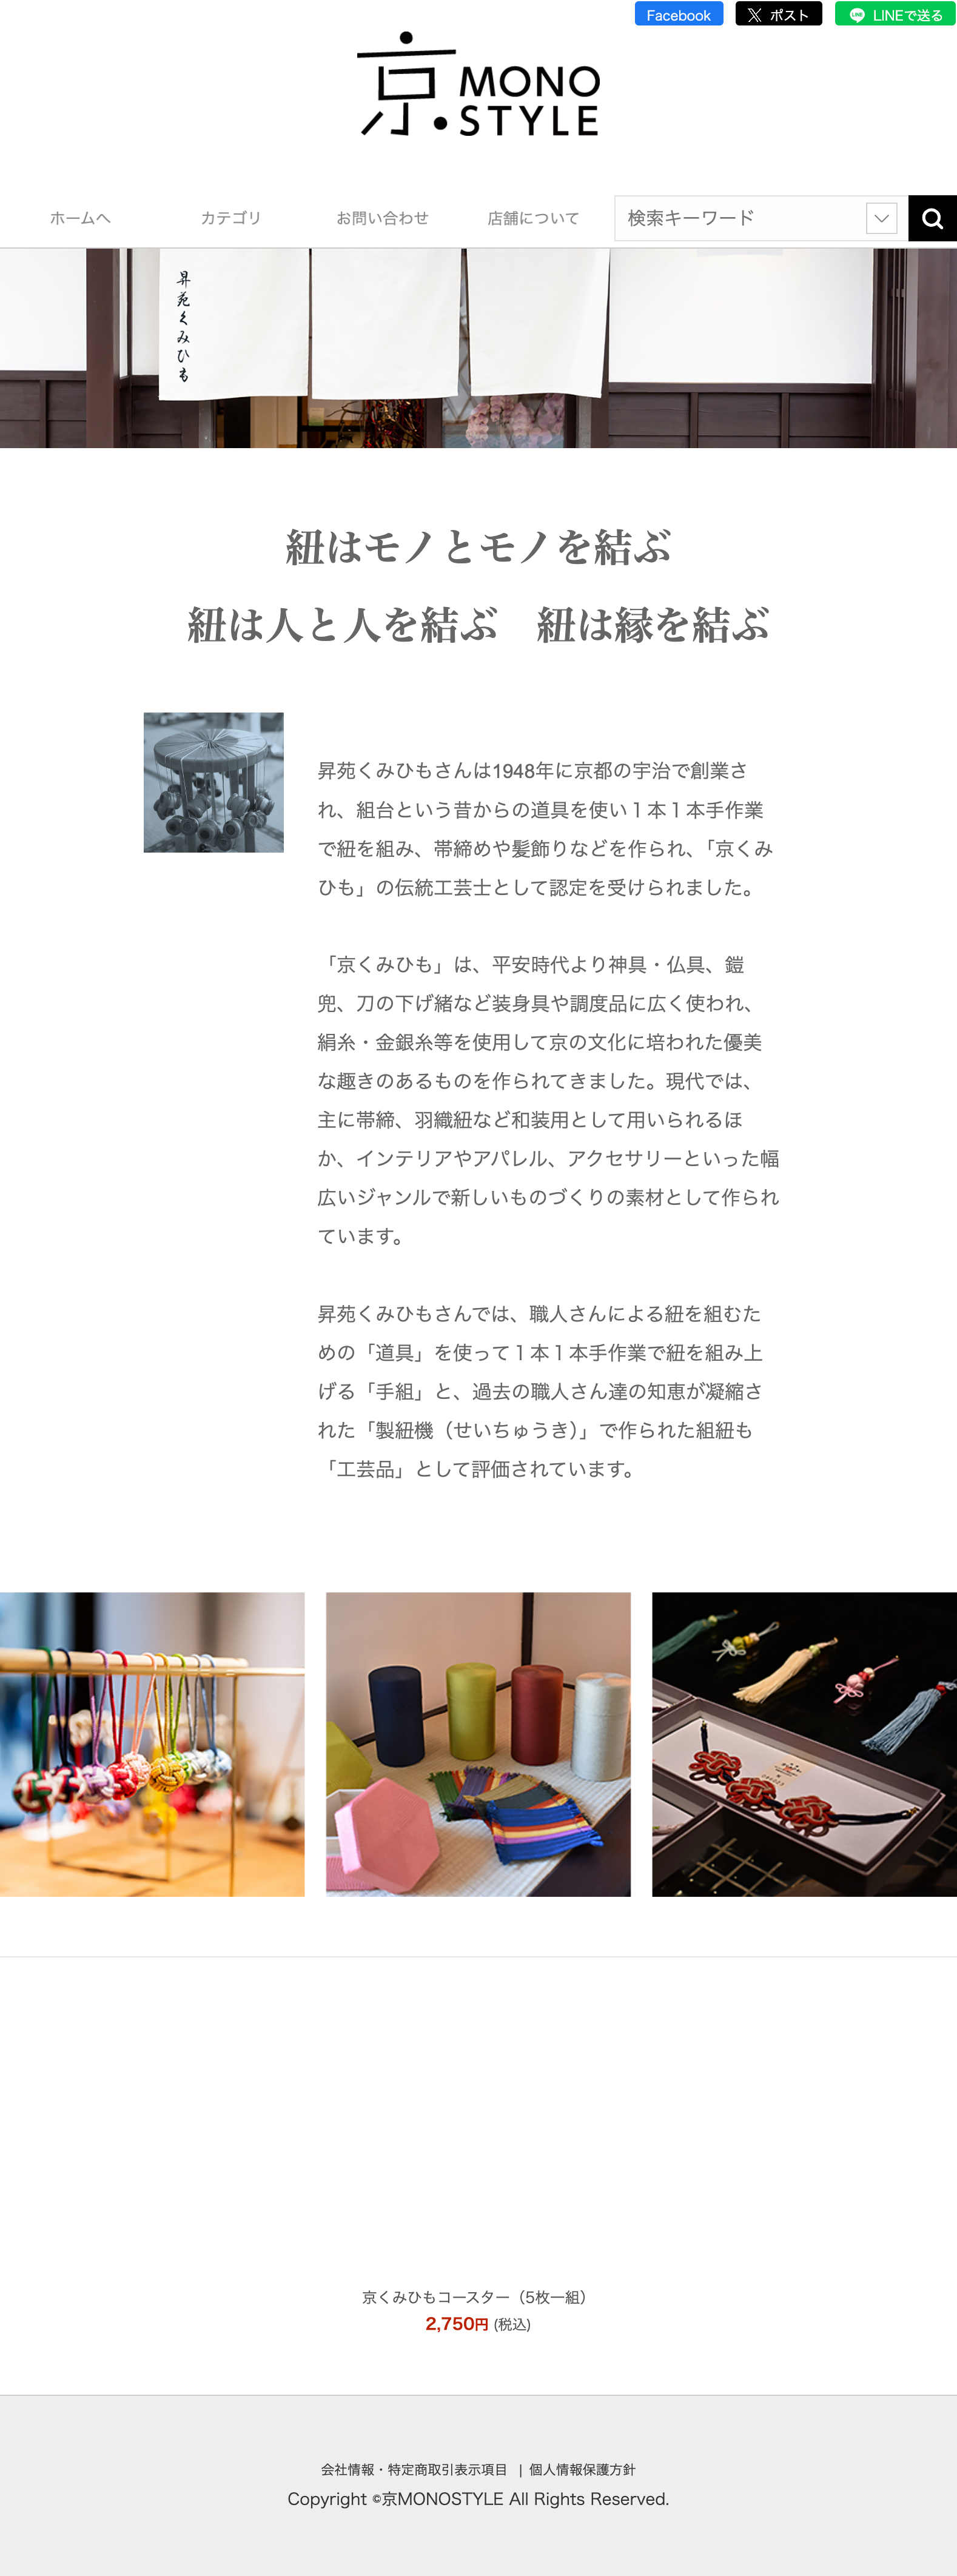 Facebook
ポスト
LINEで送る
京 MONO
STYLE
ホームへ
カテゴリ
お問い合わせ
店舗について
検索キーワード
昇苑くみひも
紐はモノとモノを結ぶ
紐は人と人を結ぶ　紐は縁を結ぶ
昇苑くみひもさんは1948年に京都の宇治で創業さ
れ、組台という昔からの道具を使い１本１本手作業
で紐を組み、帯締めや髪飾りなどを作られ、「京くみ
ひも」の伝統工芸士として認定を受けられました。
「京くみひも」は、平安時代より神具・仏具、鎧
兜、刀の下げ緒など装身具や調度品に広く使われ、
絹糸・金銀糸等を使用して京の文化に培われた優美
な趣きのあるものを作られてきました。現代では、
主に帯締、羽織紐など和装用として用いられるほ
か、インテリアやアパレル、アクセサリーといった幅
広いジャンルで新しいものづくりの素材として作られ
ています。
昇苑くみひもさんでは、職人さんによる紐を組むた
めの「道具」を使って１本１本手作業で紐を組み上
げる「手組」と、過去の職人さん達の知恵が凝縮さ
れた「製紐機（せいちゅうき）」で作られた組紐も
「工芸品」として評価されています。
京くみひもコースター（5枚一組）
2,750円 (税込)
会社情報・特定商取引表示項目 | 個人情報保護方針
Copyright ©京MONOSTYLE All Rights Reserved.